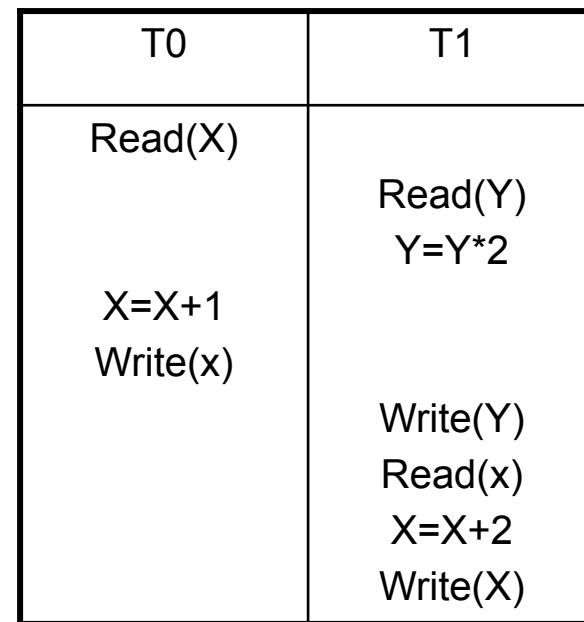 T0 T1
Read(X)
Read(Y)
Y=Y*2
X=X+1
Write(x)
Write(Y)
Read(x)
X=X+2
Write(X)